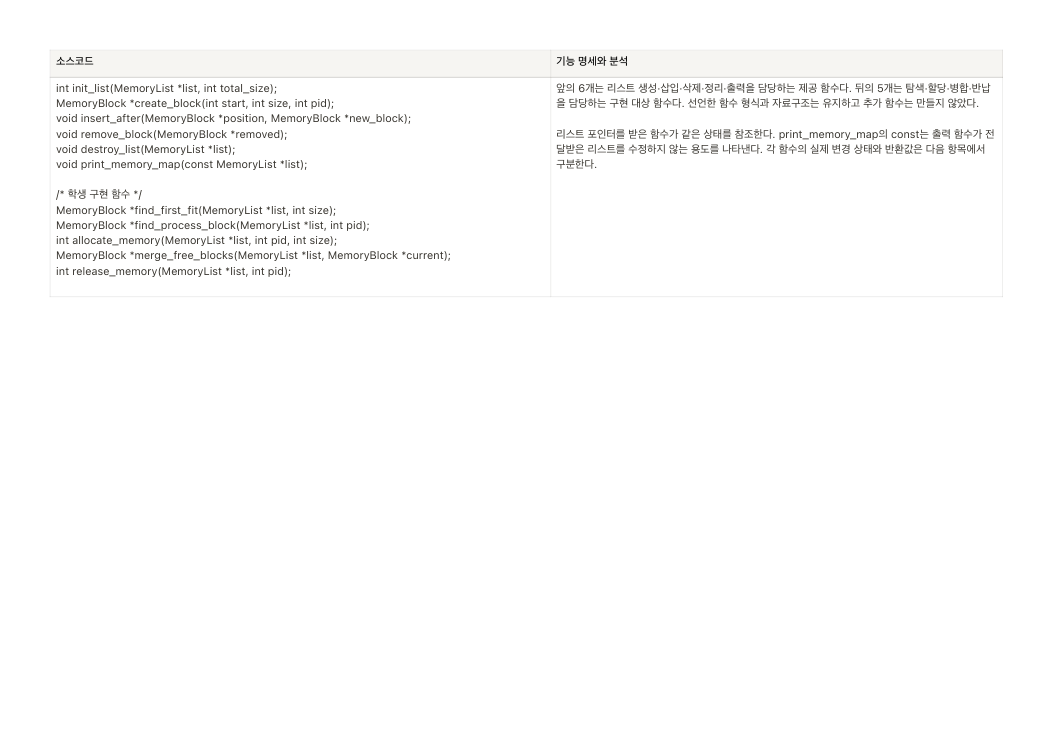 소스코드
int init_list(MemoryList *list, int total_size);
MemoryBlock *create_block(int start, int size, int pid);
void insert_after(MemoryBlock *position, MemoryBlock *new_block);
void remove_block(MemoryBlock *removed);
void destroy_list(MemoryList *list);
void print_memory_map(const MemoryList *list);
/* 학생 구현 함수 */
MemoryBlock *find_first_fit(MemoryList *list, int size);
MemoryBlock *find_process_block(MemoryList *list, int pid);
int allocate_memory(MemoryList *list, int pid, int size);
MemoryBlock *merge_free_blocks(MemoryList *list, MemoryBlock *current);
int release_memory(MemoryList *list, int pid);
기능 명세와 분석
앞의 6개는 리스트 생성·삽입·삭제·정리·출력을 담당하는 제공 함수다. 뒤의 5개는 탐색·할당·병합·반납
을 담당하는 구현 대상 함수다. 선언한 함수 형식과 자료구조는 유지하고 추가 함수는 만들지 않았다.
리스트 포인터를 받은 함수가 같은 상태를 참조한다. print_memory_map의 const는 출력 함수가 전
달받은 리스트를 수정하지 않는 용도를 나타낸다. 각 함수의 실제 변경 상태와 반환값은 다음 항목에서
구분한다.